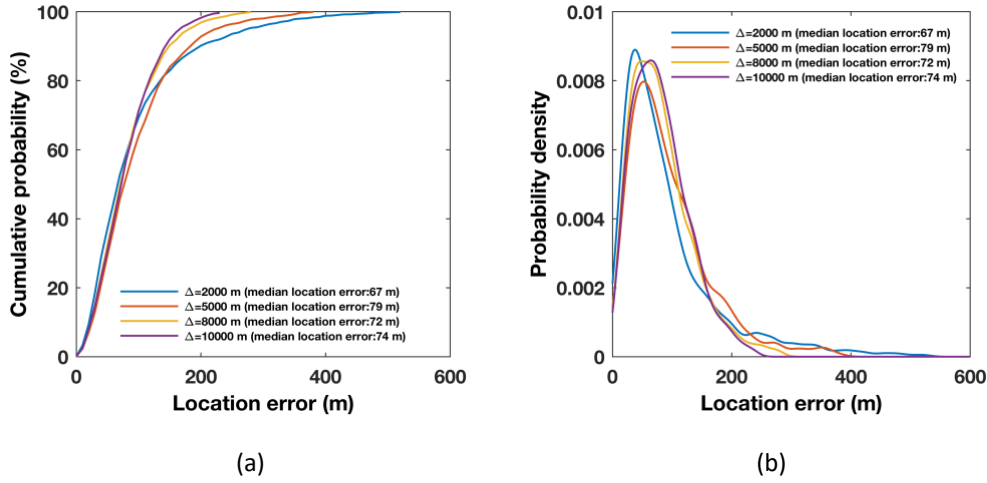 100
80
60
40
20
0
Cumulative probability (%)
Δ=2000 m (median location error:67 m)
Δ=5000 m (median location error:79 m)
Δ=8000 m (median location error:72 m)
Δ=10000 m (median location error:74 m)
0 200 400 600
Location error (m)
(a)
0.01
0.008
0.006
0.004
0.002
0
Probability density
Δ=2000 m (median location error:67 m)
Δ=5000 m (median location error:79 m)
Δ=8000 m (median location error:72 m)
Δ=10000 m (median location error:74 m)
0 200 400 600
Location error (m)
(b)